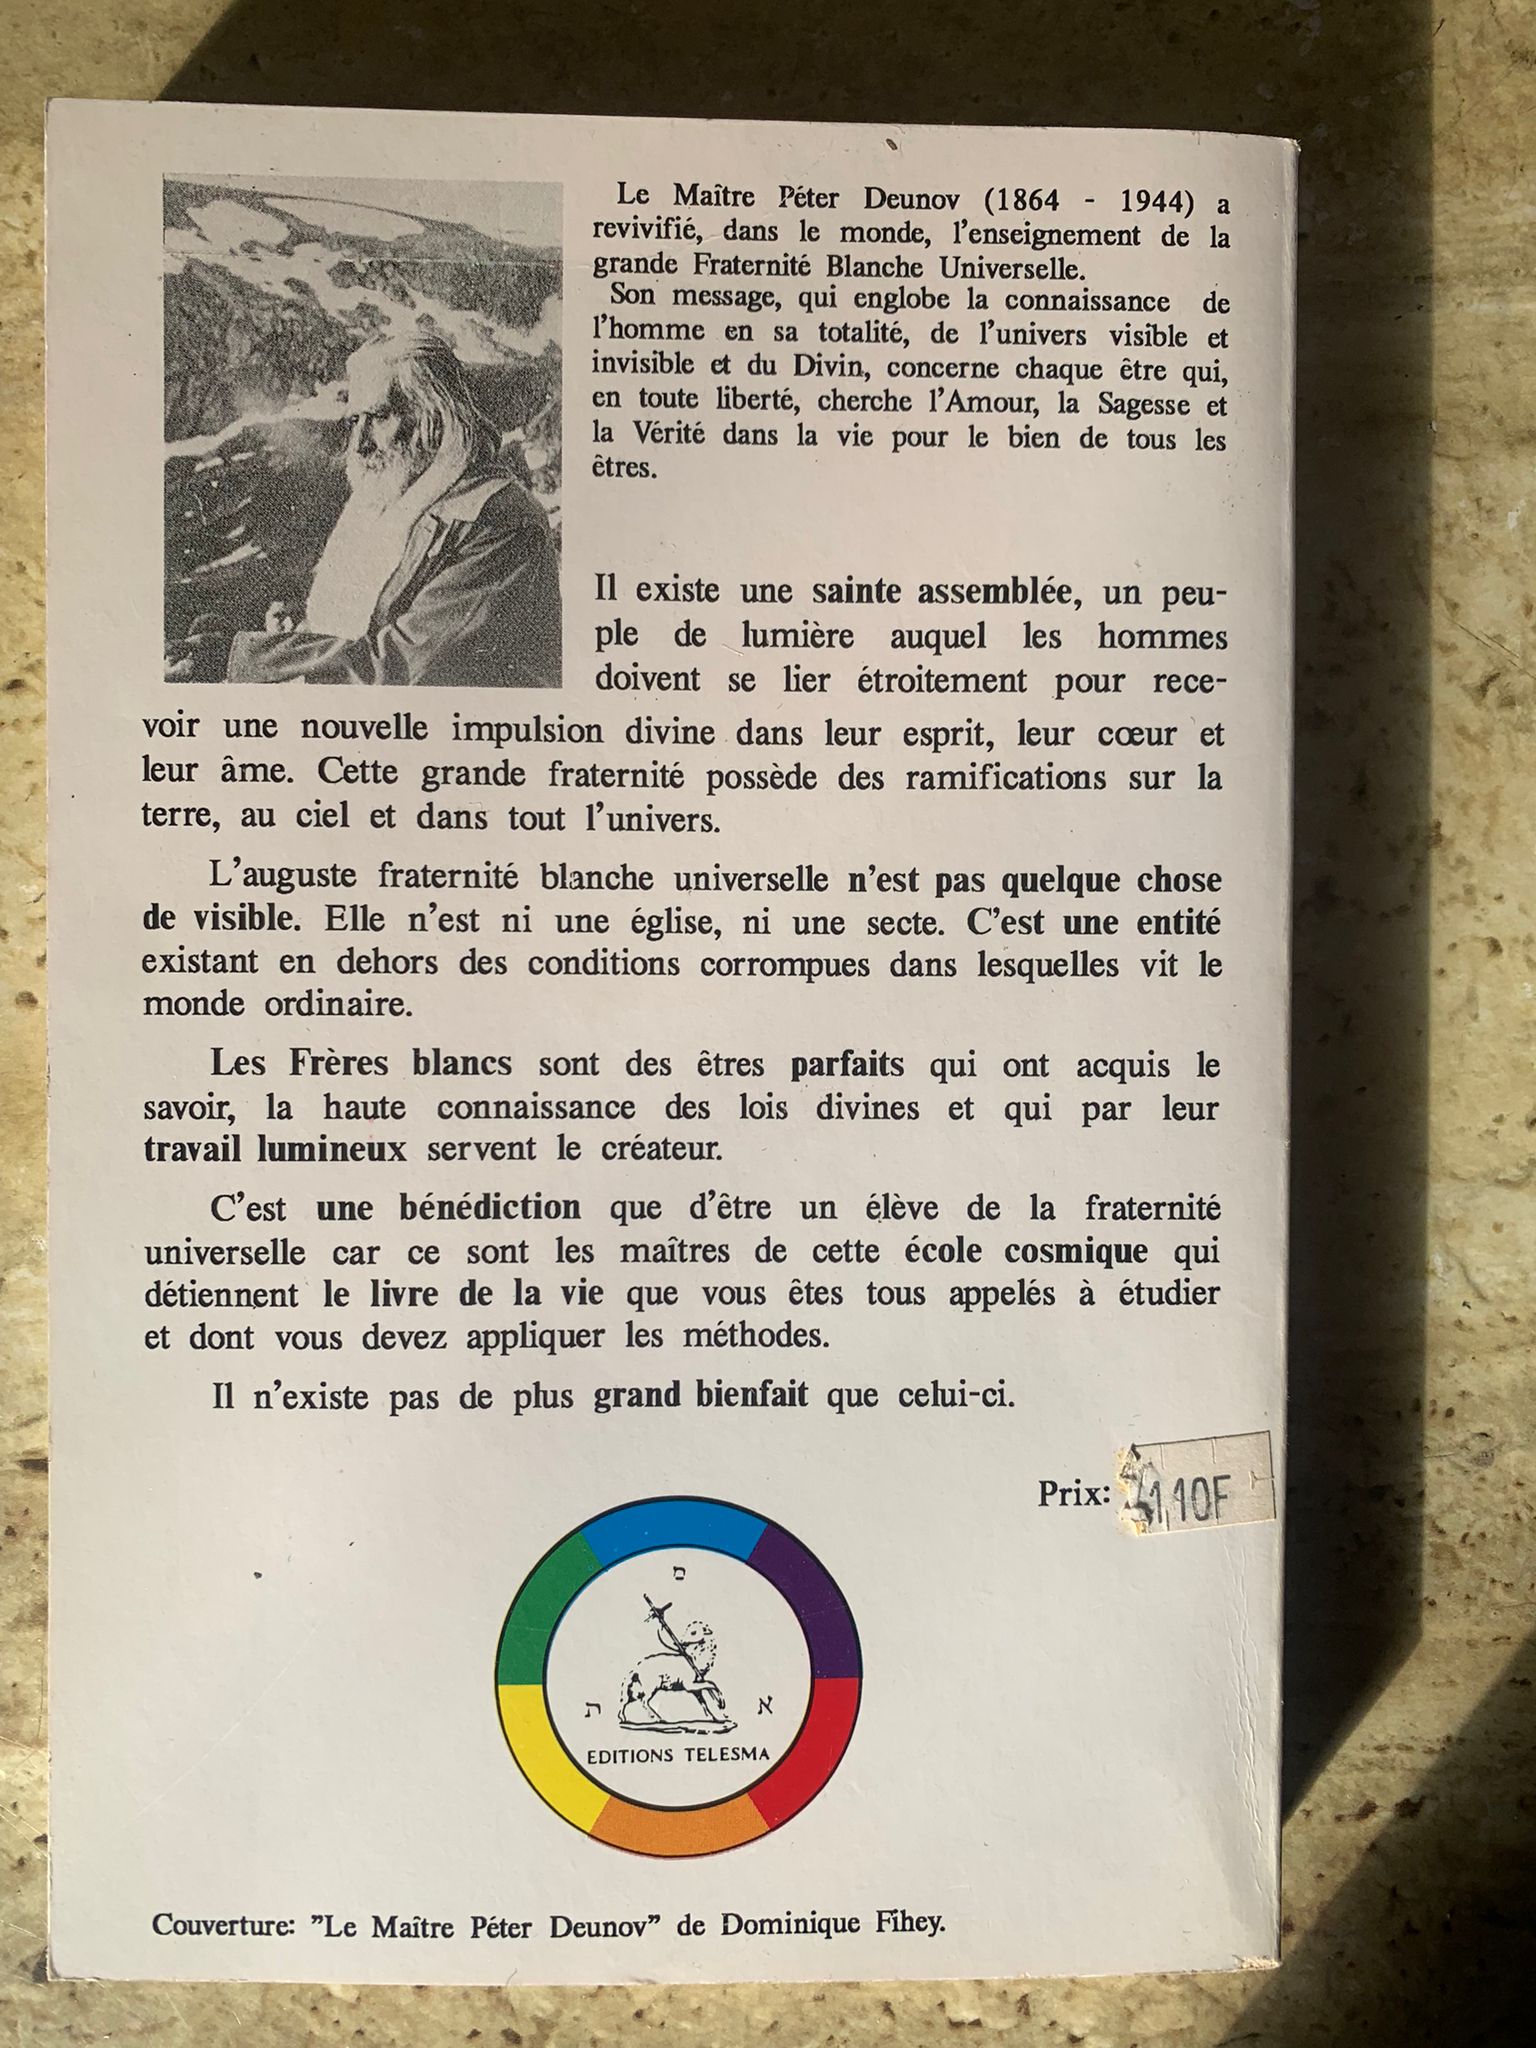 Le Maître Péter Deunov (1864 - 1944) a
revivifié, dans le monde, l'enseignement de la
grande Fraternité Blanche Universelle.
Son message, qui englobe la connaissance de
l'homme en sa totalité, de l'univers visible et
invisible et du Divin, concerne chaque être qui,
en toute liberté, cherche l'Amour, la Sagesse et
la Vérité dans la vie pour le bien de tous les
êtres.
Il existe une sainte assemblée, un peu-
ple de lumière auquel les hommes
doivent se lier étroitement pour rece-
voir une nouvelle impulsion divine dans leur esprit, leur cœur et
leur âme. Cette grande fraternité possède des ramifications sur la
terre, au ciel et dans tout l'univers.
L'auguste fraternité blanche universelle n'est pas quelque chose
de visible. Elle n'est ni une église, ni une secte. C'est une entité
existant en dehors des conditions corrompues dans lesquelles vit le
monde ordinaire.
Les Frères blancs sont des êtres parfaits qui ont acquis le
savoir, la haute connaissance des lois divines et qui par leur
travail lumineux servent le créateur.
C'est une bénédiction que d'être un élève de la fraternité
universelle car ce sont les maîtres de cette école cosmique qui
détiennent le livre de la vie que vous êtes tous appelés à étudier
et dont vous devez appliquer les méthodes.
Il n'existe pas de plus grand bienfait que celui-ci.
Prix:
מ
ת א
EDITIONS TELESMA
Couverture: "Le Maître Péter Deunov" de Dominique Fihey.